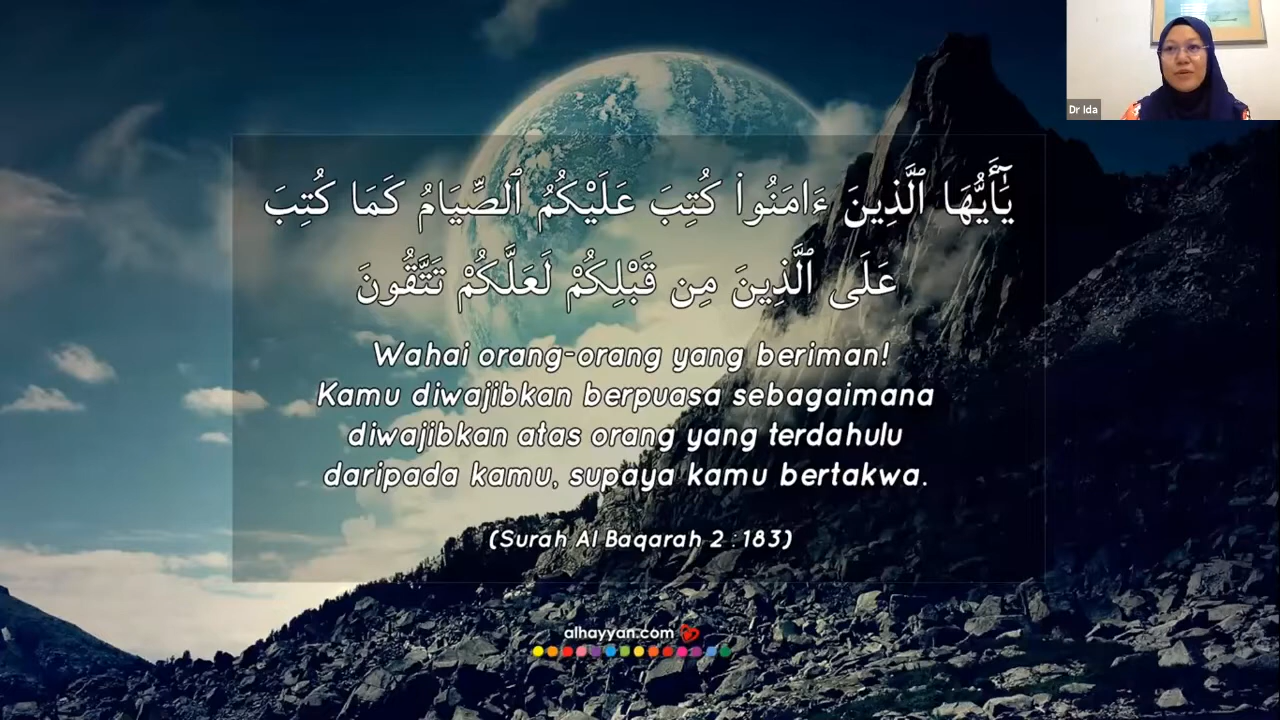 Dr Ida
يَٰٓأَيُّهَا ٱلَّذِينَ ءَامَنُوا۟ كُتِبَ عَلَيْكُمُ ٱلصِّيَامُ كَمَا كُتِبَ
عَلَى ٱلَّذِينَ مِن قَبْلِكُمْ لَعَلَّكُمْ تَتَّقُونَ
Wahai orang-orang yang beriman!
Kamu diwajibkan berpuasa sebagaimana
diwajibkan atas orang yang terdahulu
daripada kamu, supaya kamu bertakwa.
(Surah Al Baqarah 2 : 183)
alhayyan.com